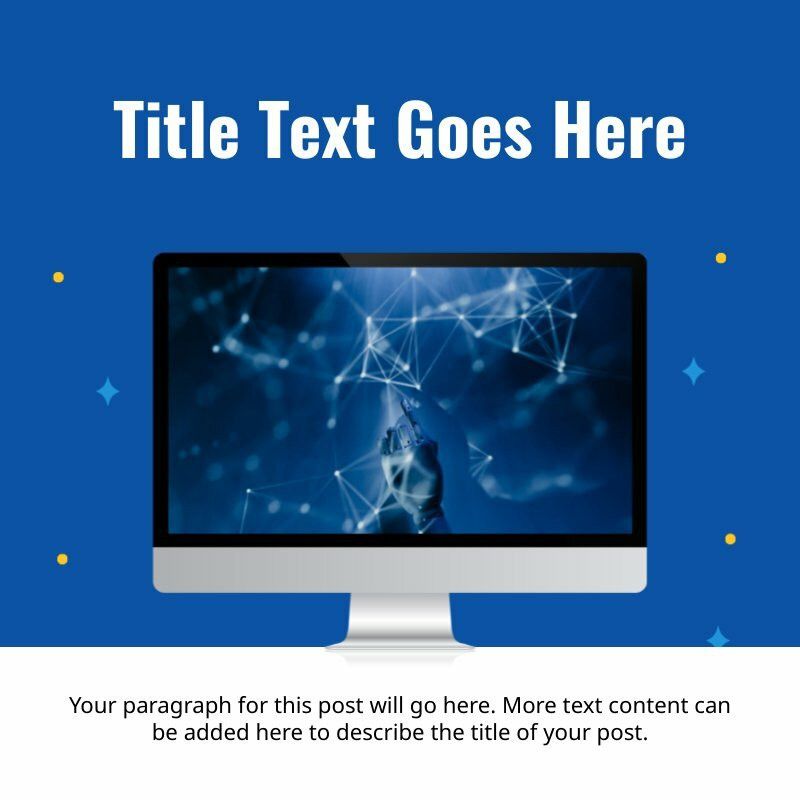 Title Text Goes Here
Your paragraph for this post will go here. More text content can
be added here to describe the title of your post.